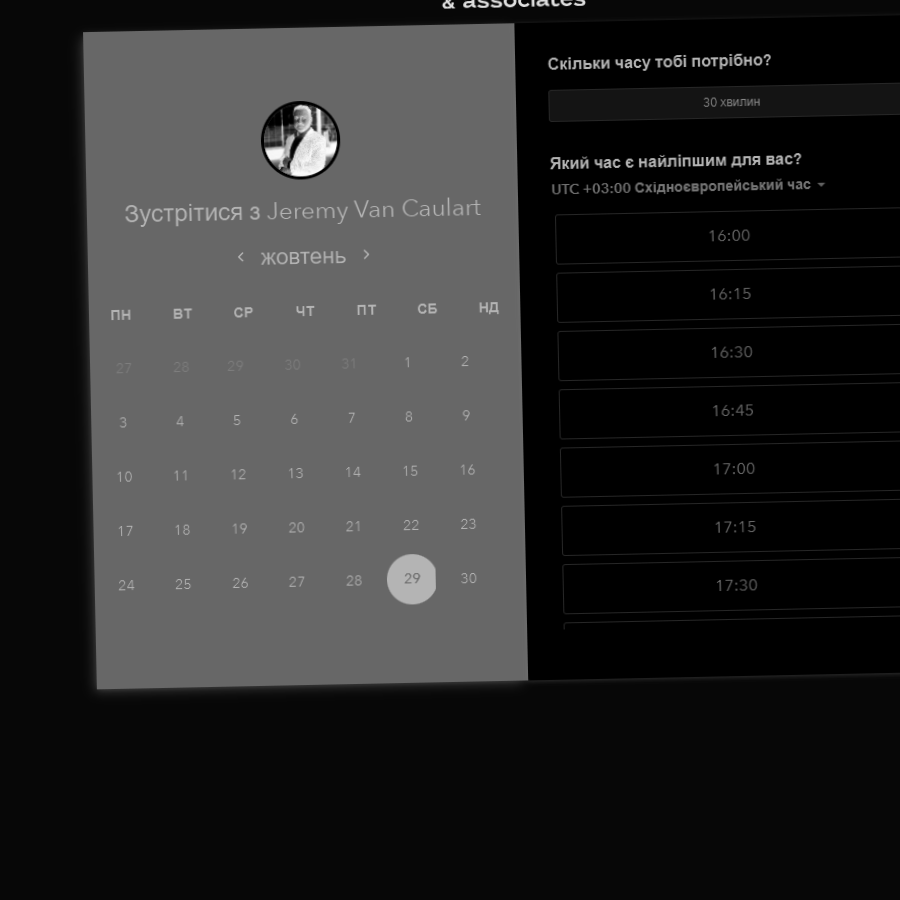 & associates
Зустрітися з Jeremy Van Caulart
жовтень
ПН ВТ СР ЧТ ПТ СБ НД
27 28 29 30 31 1 2
3 4 5 6 7 8 9
10 11 12 13 14 15 16
17 18 19 20 21 22 23
24 25 26 27 28 29 30
Скільки часу тобі потрібно?
30 хвилин
Який час є найліпшим для вас?
UTC +03:00 Східноєвропейський час
16:00
16:15
16:30
16:45
17:00
17:15
17:30